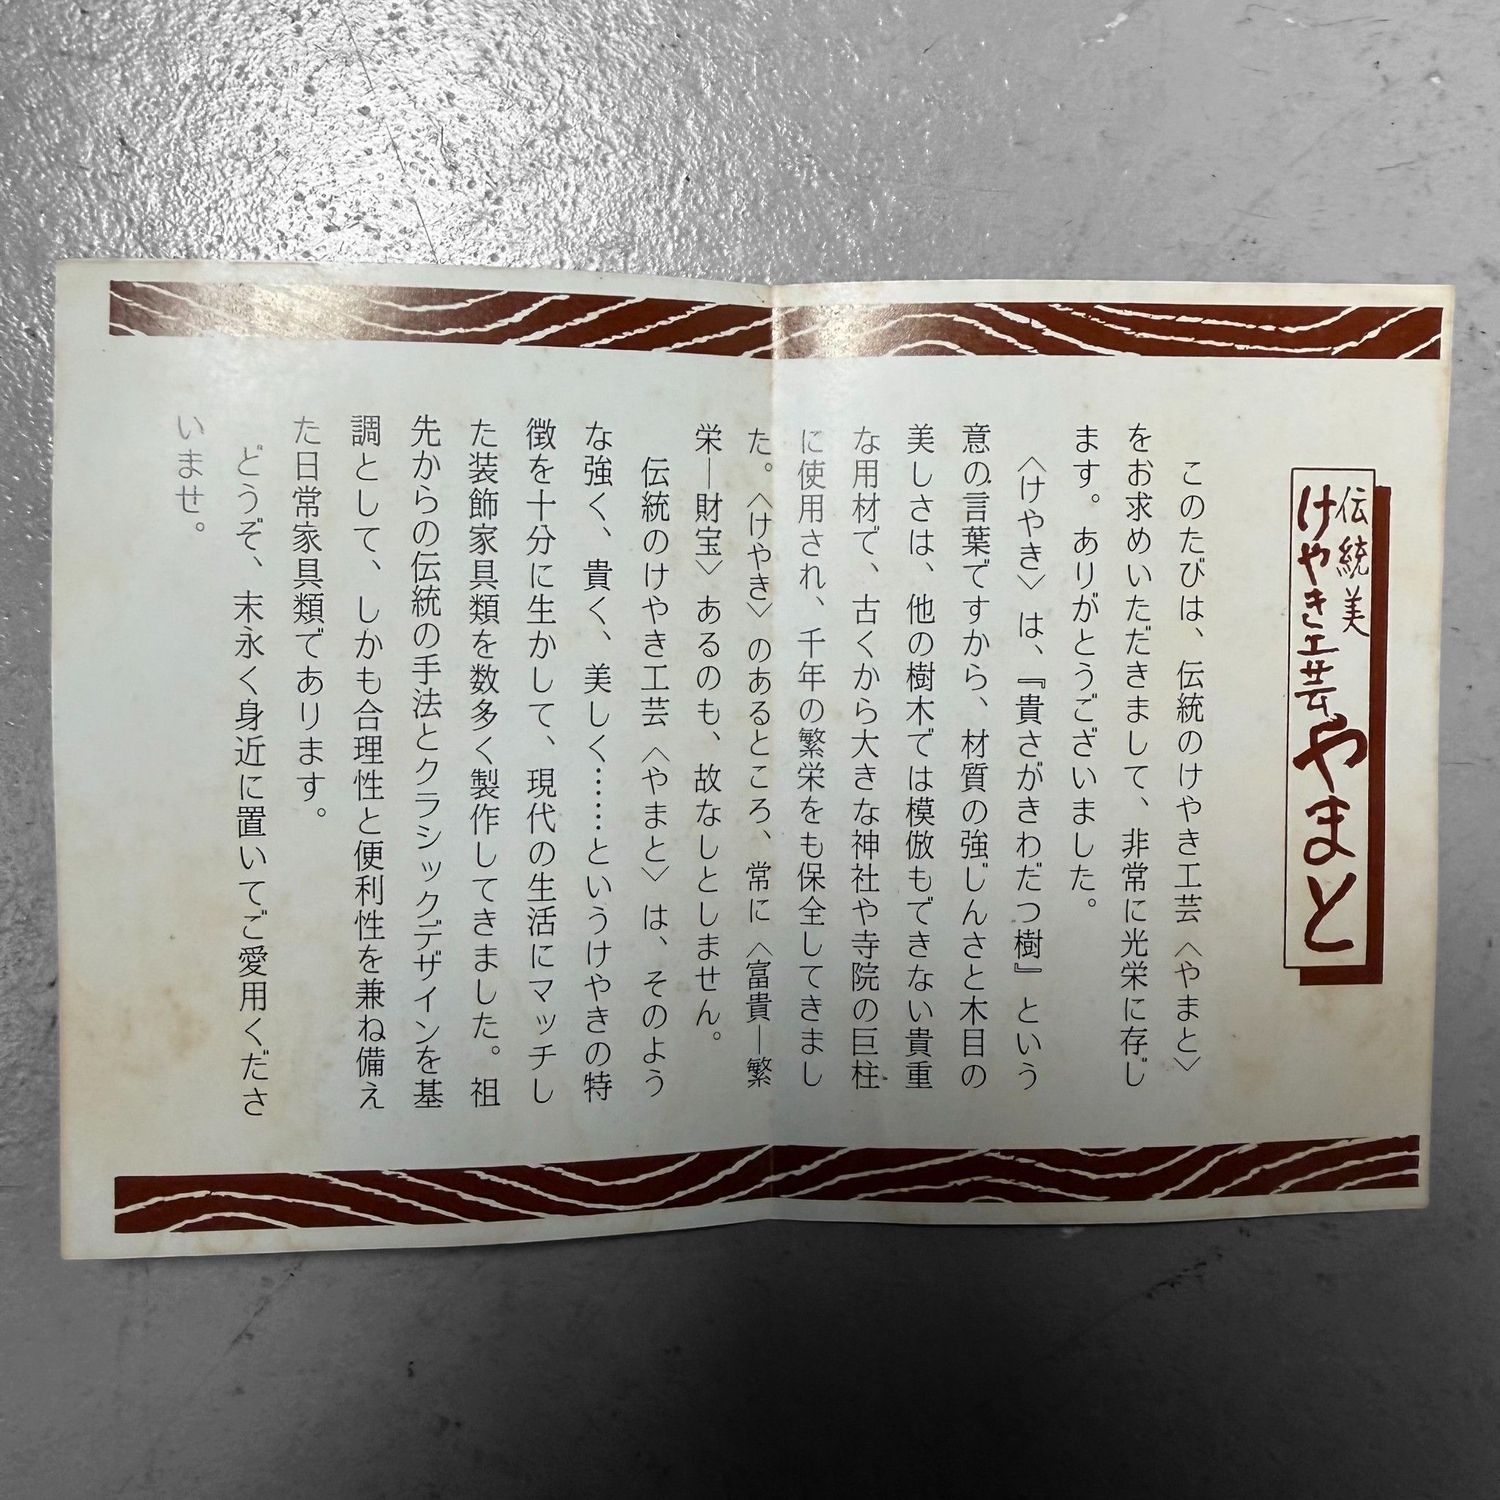 伝統美
けやき工芸やまと
このたびは、伝統のけやき工芸〈やまと〉
をお求めいただきまして、非常に光栄に存じ
ます。ありがとうございました。
〈けやき〉は、『貴さがきわだつ樹』という
意の言葉ですから、材質の強じんさと木目の
美しさは、他の樹木では模倣もできない貴重
な用材で、古くから大きな神社や寺院の巨柱
に使用され、千年の繁栄をも保全してきまし
た。〈けやき〉のあるところ、常に〈富貴―繁
栄―財宝〉あるのも、故なしとしません。
伝統のけやき工芸〈やまと〉は、そのよう
な強く、貴く、美しく……というけやきの特
徴を十分に生かして、現代の生活にマッチし
た装飾家具類を数多く製作してきました。祖
先からの伝統の手法とクラシックデザインを基
調として、しかも合理性と便利性を兼ね備え
た日常家具類であります。
どうぞ、末永く身近に置いてご愛用くださ
いませ。